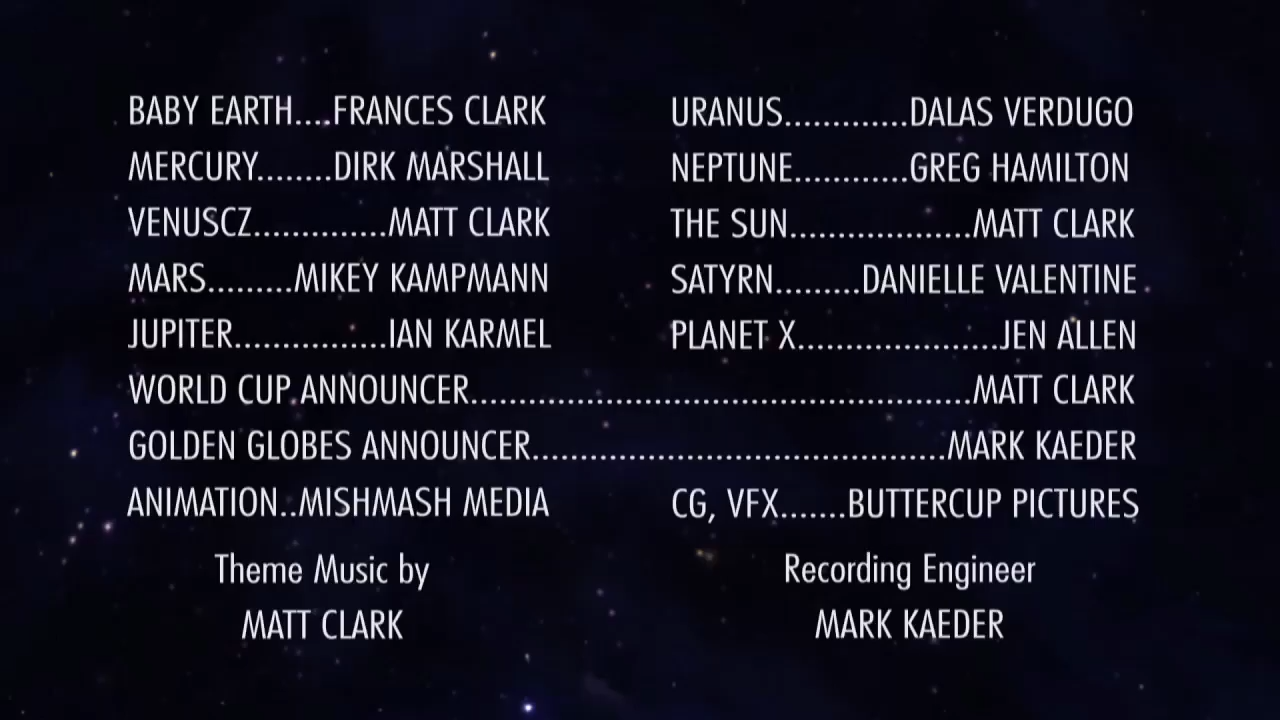 BABY EARTH....FRANCES CLARK
URANUS.............DALAS VERDUGO
MERCURY........DIRK MARSHALL
NEPTUNE............GREG HAMILTON
VENUSCZ..............MATT CLARK
THE SUN...................MATT CLARK
MARS.........MIKEY KAMPMANN
SATYRN.........DANIELLE VALENTINE
JUPITER................IAN KARMEL
PLANET X.....................JEN ALLEN
WORLD CUP ANNOUNCER....................................................MATT CLARK
GOLDEN GLOBES ANNOUNCER...........................................MARK KAEDER
ANIMATION..MISHMASH MEDIA
CG, VFX.......BUTTERCUP PICTURES
Theme Music by
MATT CLARK
Recording Engineer
MARK KAEDER